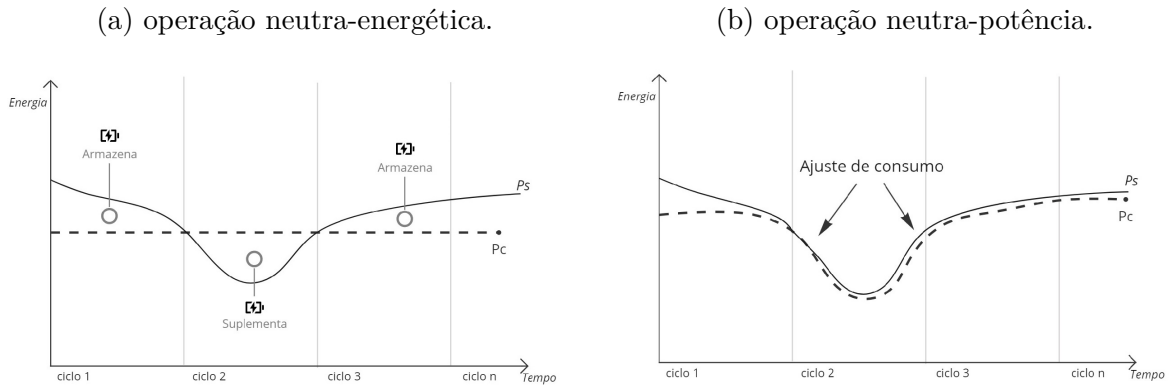 (a) operação neutra-energética.
Energia
Armazena
Armazena
Ps
Pc
Suplementa
ciclo 1
ciclo 2
ciclo 3
ciclo n
Tempo
(b) operação neutra-potência.
Energia
Ajuste de consumo
Ps
Pc
ciclo 1
ciclo 2
ciclo 3
ciclo n
Tempo